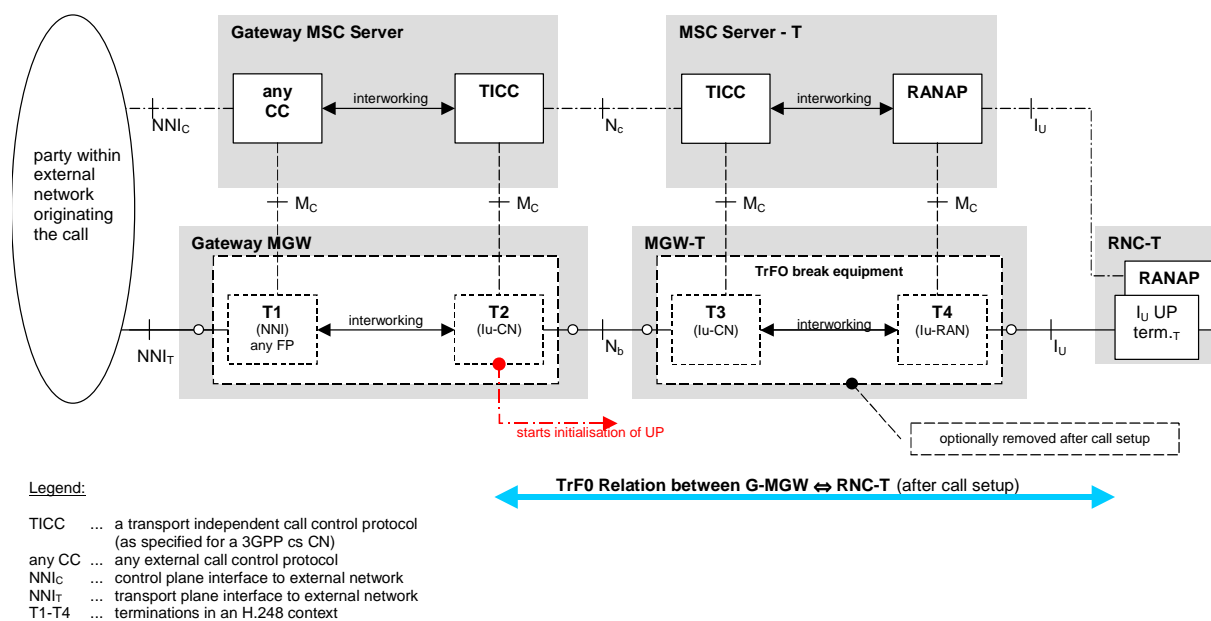 Gateway MSC Server
MSC Server - T
any
CC
interworking
TICC
TICC
interworking
RANAP
NNIC
NC
IU
party within
external
network
originating
the call
MC
MC
MC
MC
Gateway MGW
MGW-T
RNC-T
TrFO break equipment
RANAP
T1
(NNI)
any FP
interworking
T2
(Iu-CN)
T3
(Iu-CN)
interworking
T4
(Iu-RAN)
IU UP
term.T
NNIT
Nb
IU
starts initialisation of UP
optionally removed after call setup
TrF0 Relation between G-MGW ⇔ RNC-T (after call setup)
Legend:
TICC ... a transport independent call control protocol
(as specified for a 3GPP cs CN)
any CC ... any external call control protocol
NNIC ... control plane interface to external network
NNIT ... transport plane interface to external network
T1-T4 ... terminations in an H.248 context